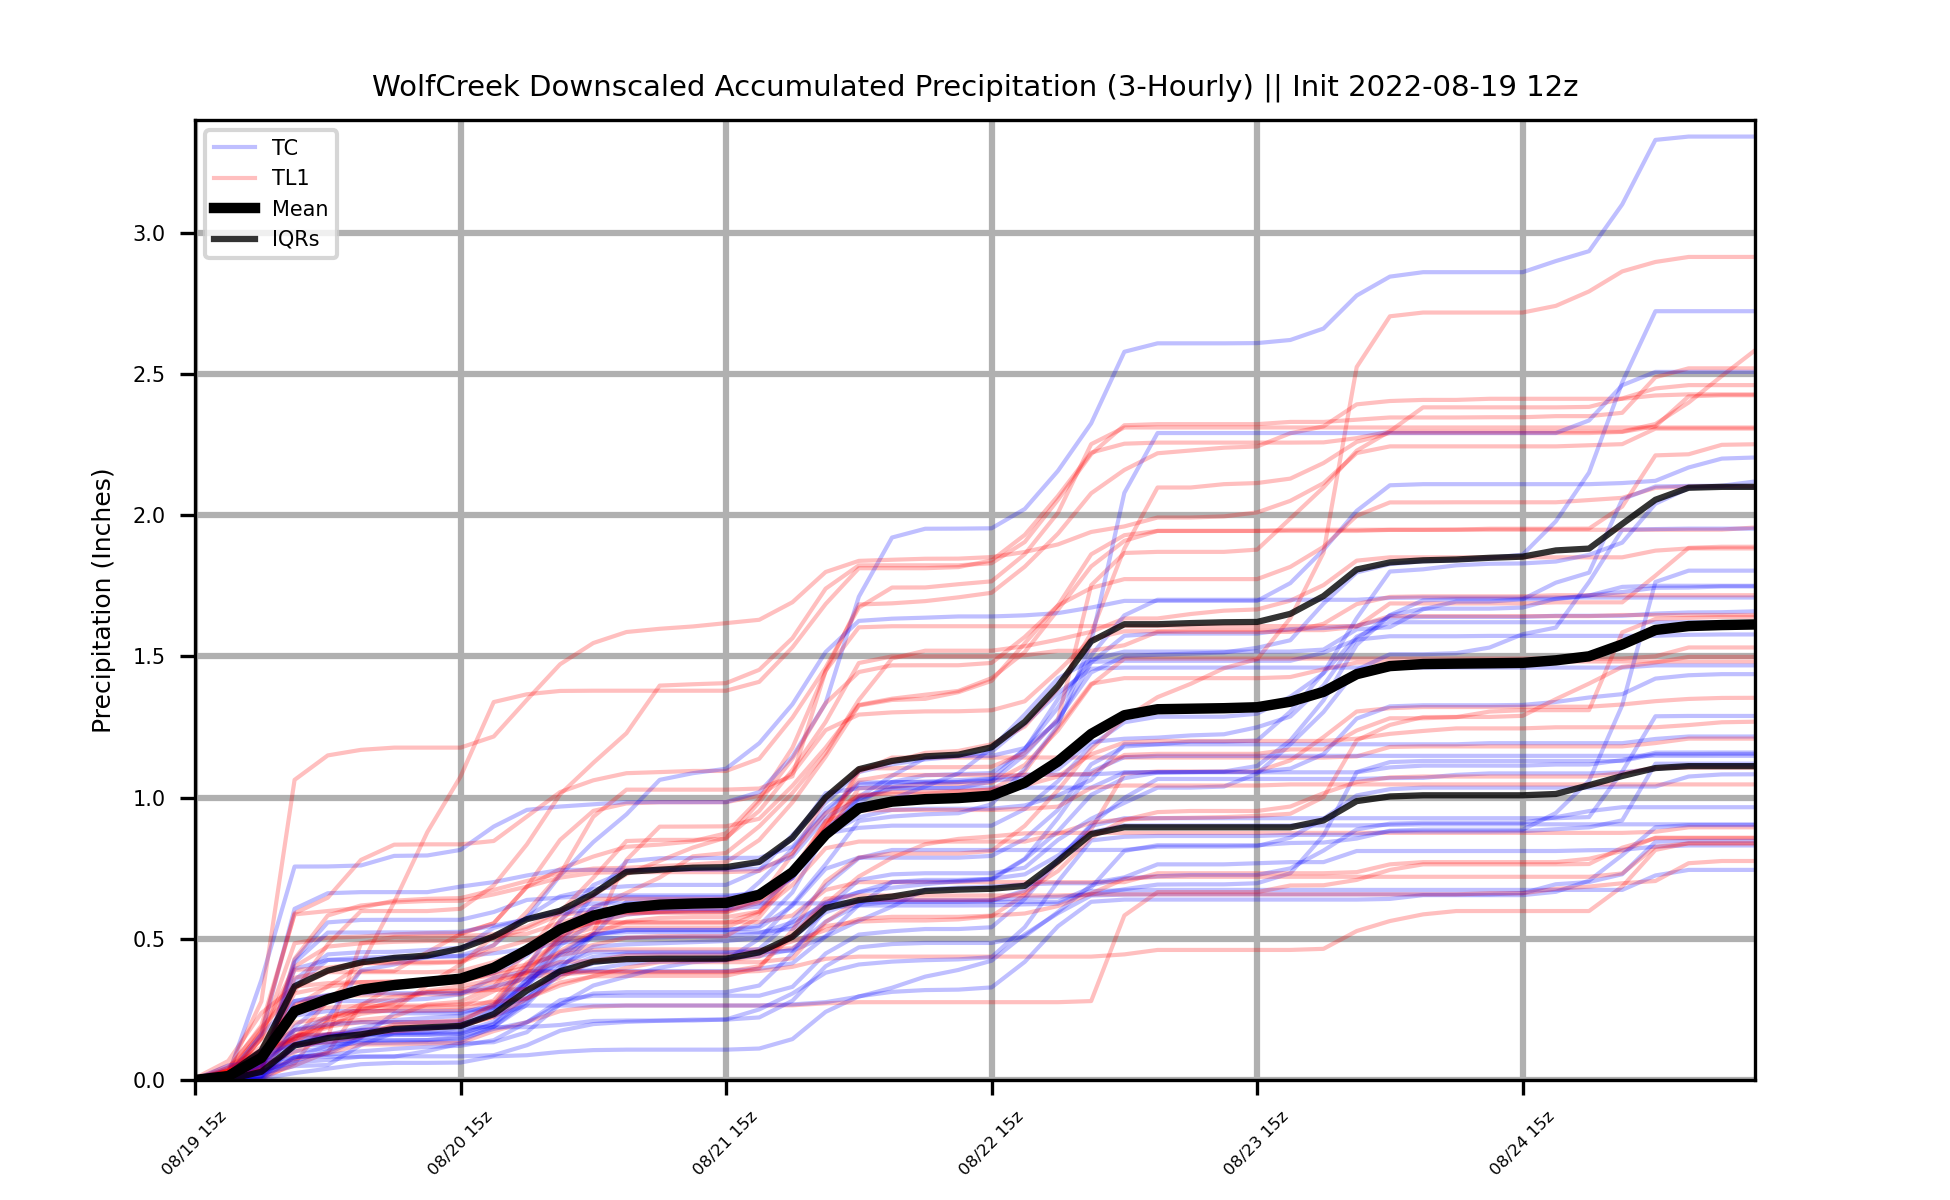 WolfCreek Downscaled Accumulated Precipitation (3-Hourly) || Init 2022-08-19 12z
TC
TL1
Mean
IQRs
Precipitation (Inches)
3.0
2.5
2.0
1.5
1.0
0.5
0.0
08/19 15z
08/20 15z
08/21 15z
08/22 15z
08/23 15z
08/24 15z